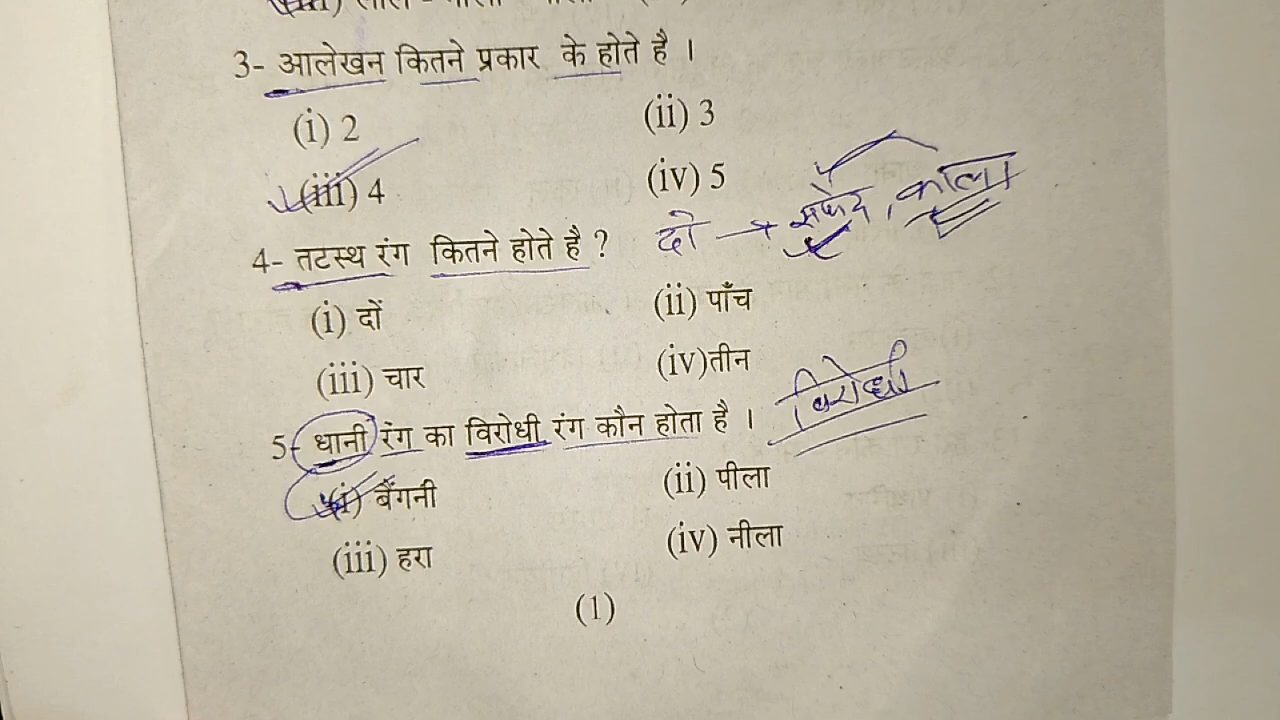 3- आलेखन कितने प्रकार के होते है ।
(i) 2 (ii) 3
(iii) 4 (iv) 5
दो → सफेद, काला
4- तटस्थ रंग कितने होते है ?
(i) दों (ii) पाँच
(iii) चार (iv)तीन
विरोधी
5- धानी रंग का विरोधी रंग कौन होता है ।
(i) बैंगनी (ii) पीला
(iii) हरा (iv) नीला
(1)